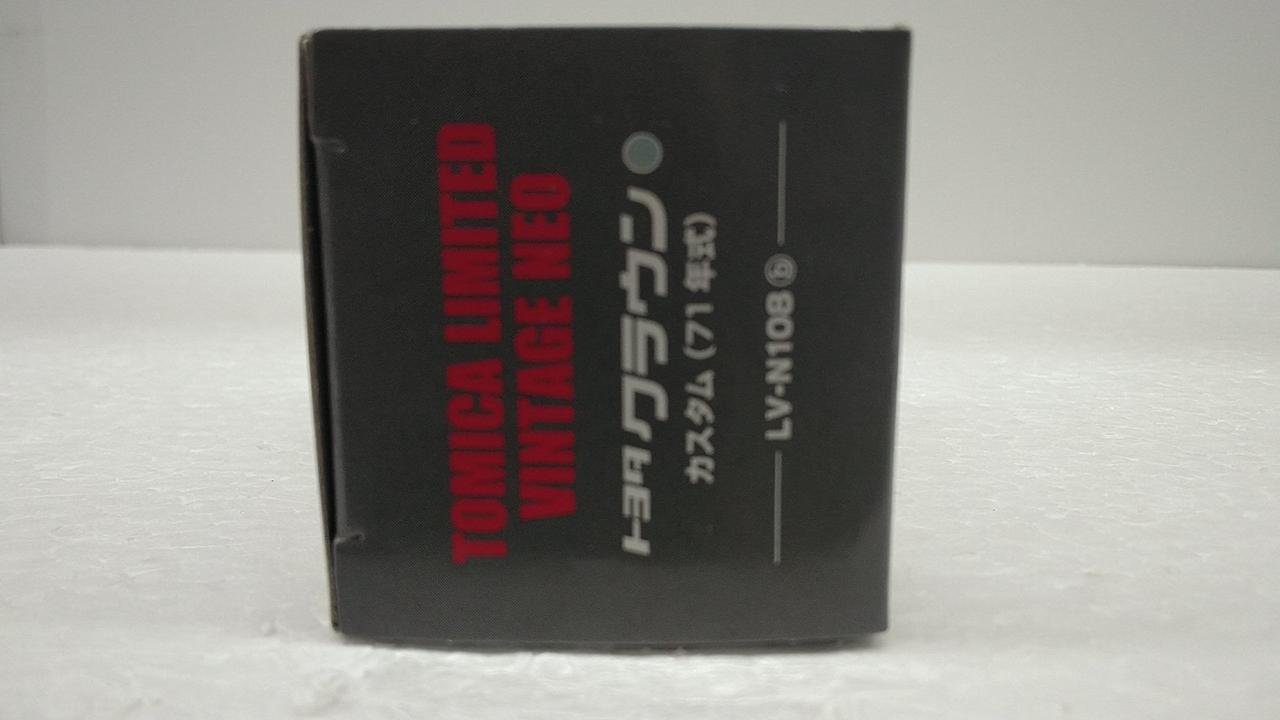 TOMICA LIMITED
VINTAGE NEO
トヨタ クラウン
カスタム (71年式)
LV-N108 ⓑ